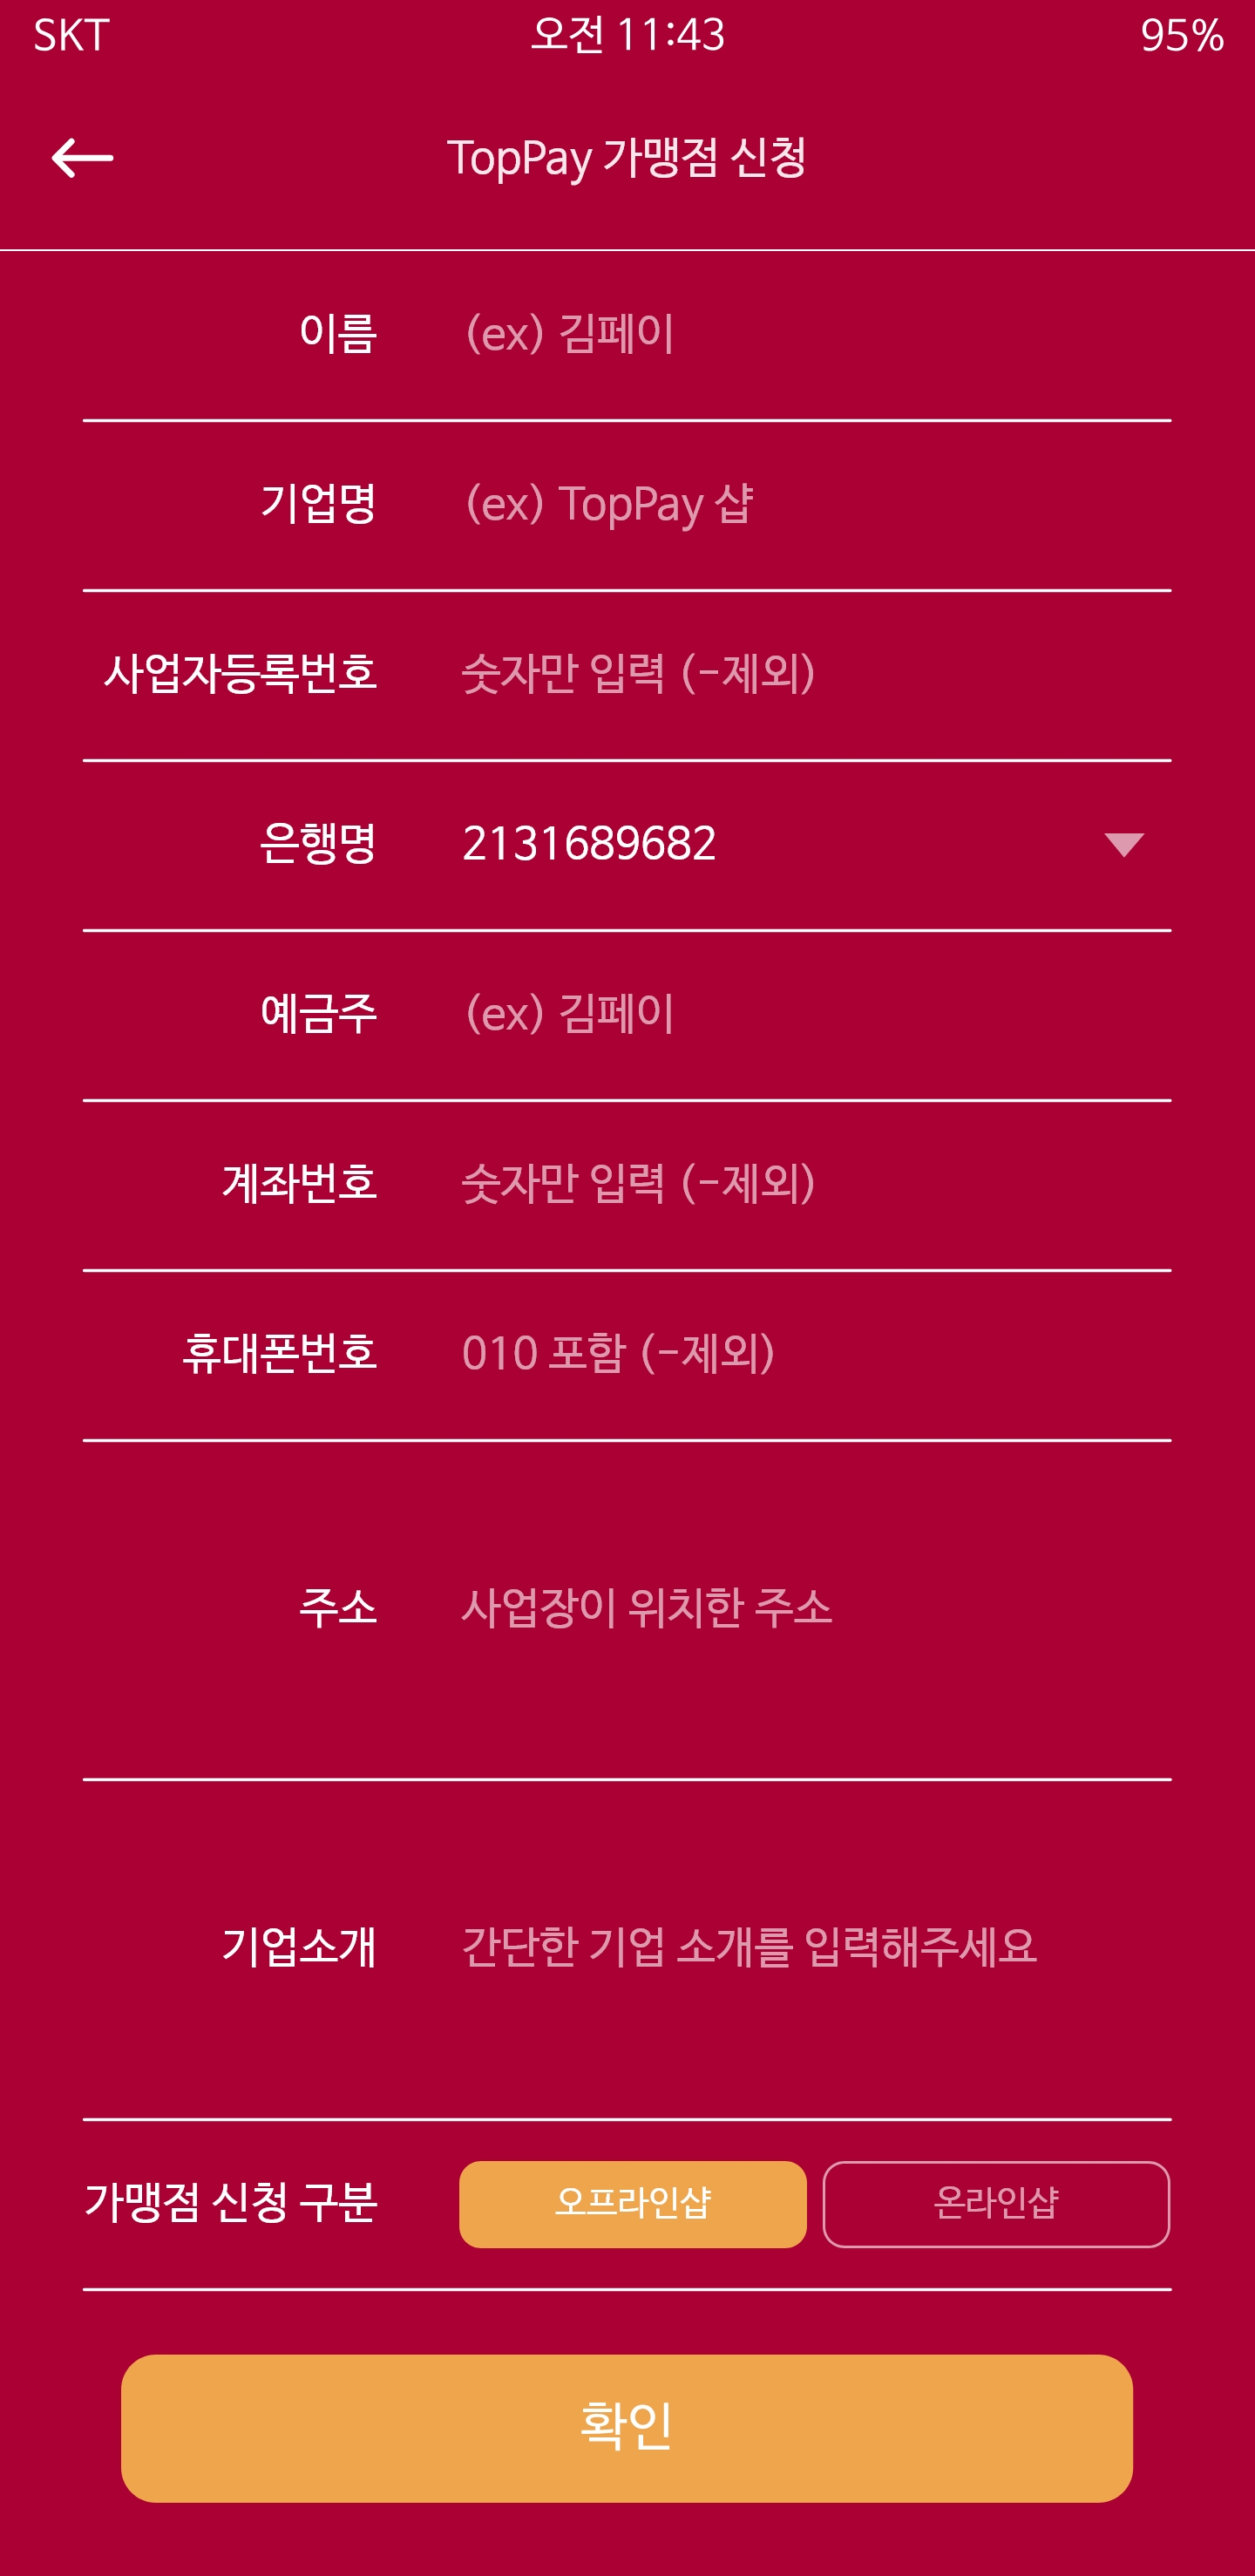 SKT 오전 11:43 95%
TopPay 가맹점 신청
이름 (ex) 김페이
기업명 (ex) TopPay 샵
사업자등록번호 숫자만 입력 (-제외)
은행명 2131689682
예금주 (ex) 김페이
계좌번호 숫자만 입력 (-제외)
휴대폰번호 010 포함 (-제외)
주소 사업장이 위치한 주소
기업소개 간단한 기업 소개를 입력해주세요
가맹점 신청 구분 오프라인샵 온라인샵
확인